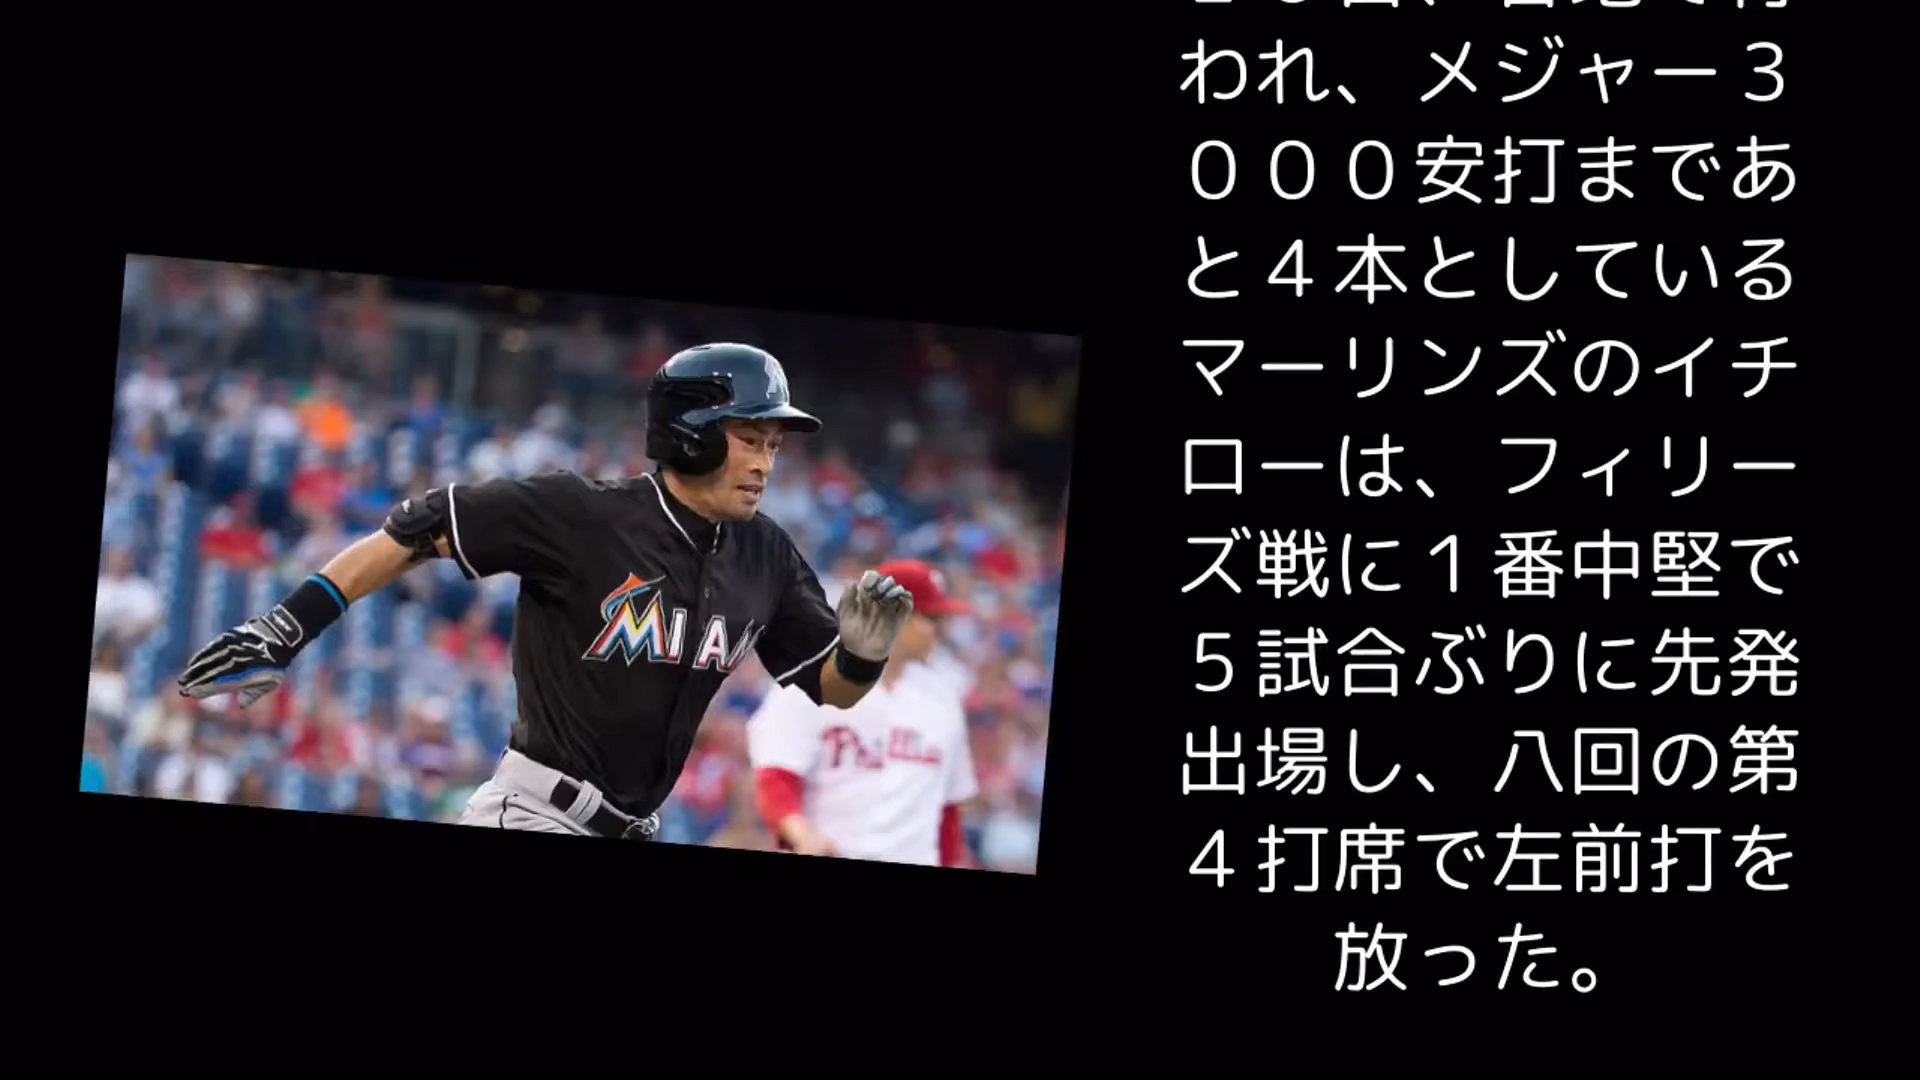 われ、メジャー３
０００安打まであ
と４本としている
マーリンズのイチ
ローは、フィリー
ズ戦に１番中堅で
５試合ぶりに先発
出場し、八回の第
４打席で左前打を
放った。
MIAM
Phillies